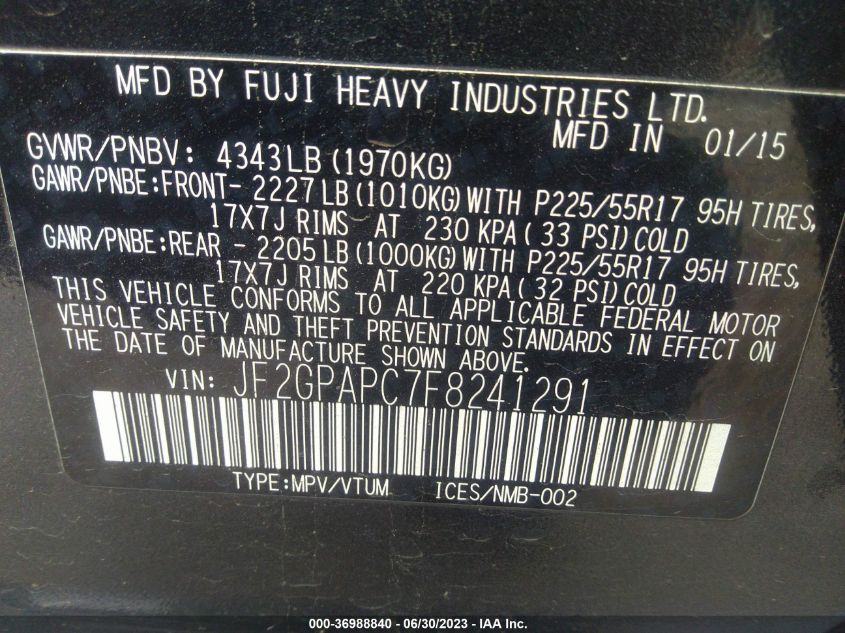 MFD BY FUJI HEAVY INDUSTRIES LTD.
MFD IN 01/15
GVWR/PNBV: 4343LB(1970KG)
GAWR/PNBE:FRONT- 2227LB(1010KG)WITH P225/55R17 95H TIRES,
17X7J RIMS AT 230 KPA(33 PSI)COLD
GAWR/PNBE:REAR - 2205LB(1000KG)WITH P225/55R17 95H TIRES,
17X7J RIMS AT 220 KPA(32 PSI)COLD
THIS VEHICLE CONFORMS TO ALL APPLICABLE FEDERAL MOTOR
VEHICLE SAFETY AND THEFT PREVENTION STANDARDS IN EFFECT ON
THE DATE OF MANUFACTURE SHOWN ABOVE.
VIN: JF2GPAPC7F8241291
TYPE:MPV/VTUM ICES/NMB-002
000-36988840 - 06/30/2023 - IAA Inc.